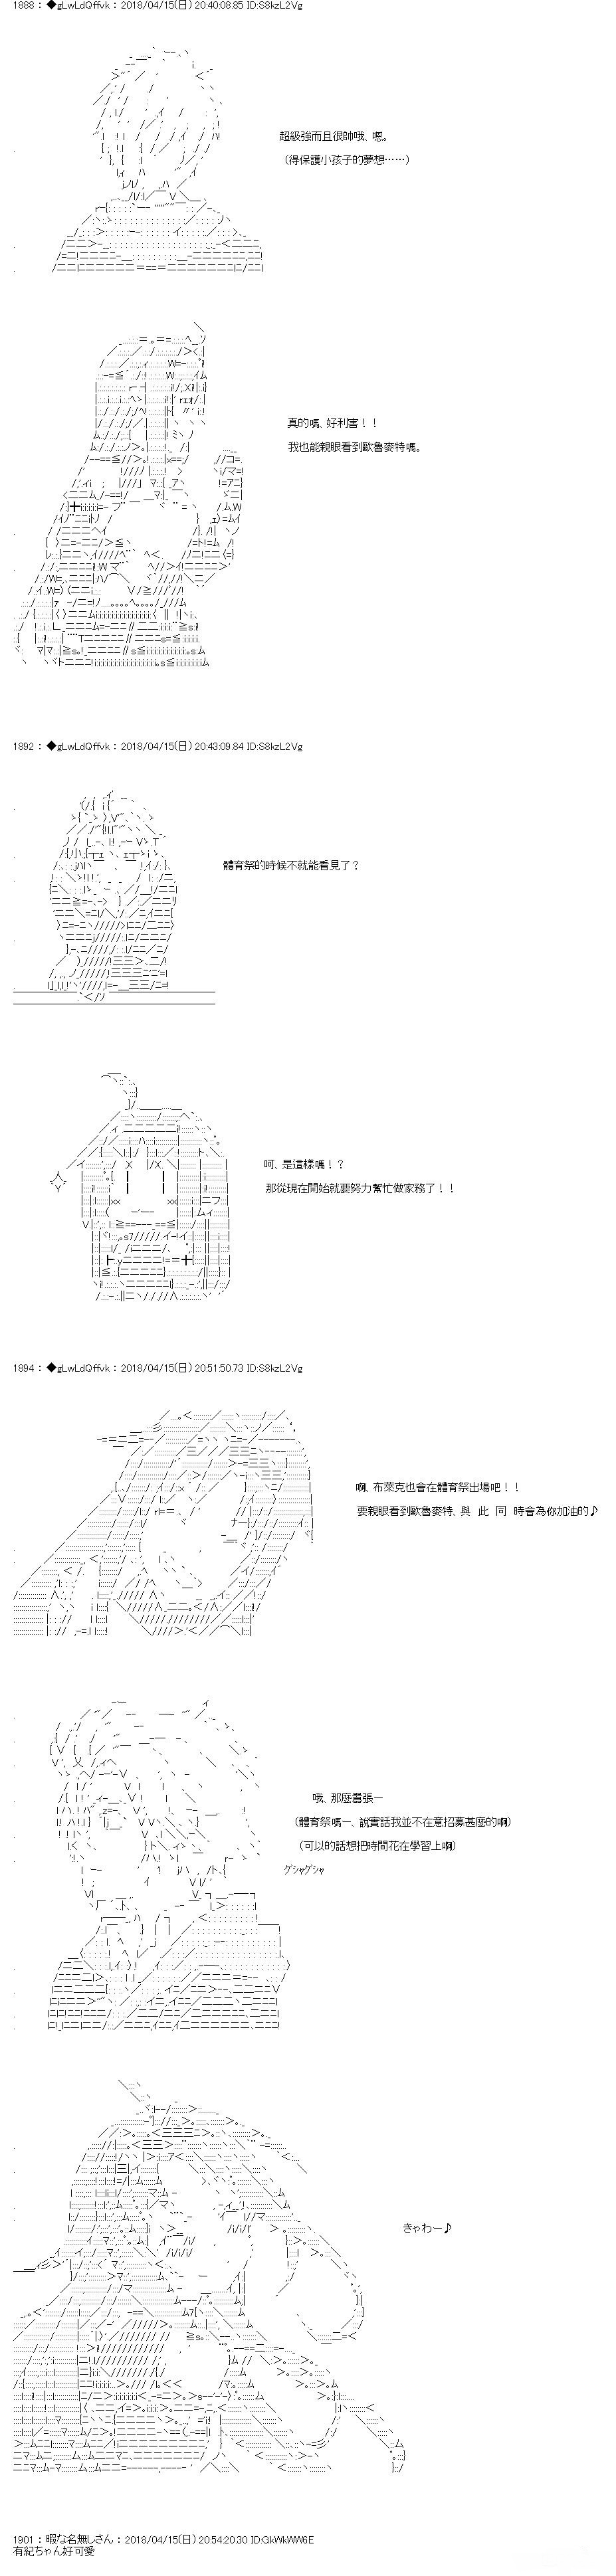 1888 : ◆gLwLdQffvk : 2018/04/15(日) 20:40:08.85 ID:S8kzL2Vg
超級強而且很帥哦、嗯。
（得保護小孩子的夢想……）
真的嗎、好利害！！
我也能親眼看到歐魯麥特嗎。
1892 : ◆gLwLdQffvk : 2018/04/15(日) 20:43:09.84 ID:S8kzL2Vg
體育祭的時候不就能看見了？
呵、是這樣嗎！？
那從現在開始就要努力幫忙做家務了！！
1894 : ◆gLwLdQffvk : 2018/04/15(日) 20:51:50.73 ID:S8kzL2Vg
啊、布萊克也會在體育祭出場吧！！
要親眼看到歐魯麥特、與　此　同　時會為你加油的♪
哦、那麼囂張ー
（體育祭嗎ー、說實話我並不在意招募甚麼的啊）
（可以的話想把時間花在學習上啊）
ｸﾞｼｬｸﾞｼｬ
きゃわー♪
1901 : 暇な名無しさん : 2018/04/15(日) 20:54:20.30 ID:GkWkWW6E
有紀ちゃん好可愛